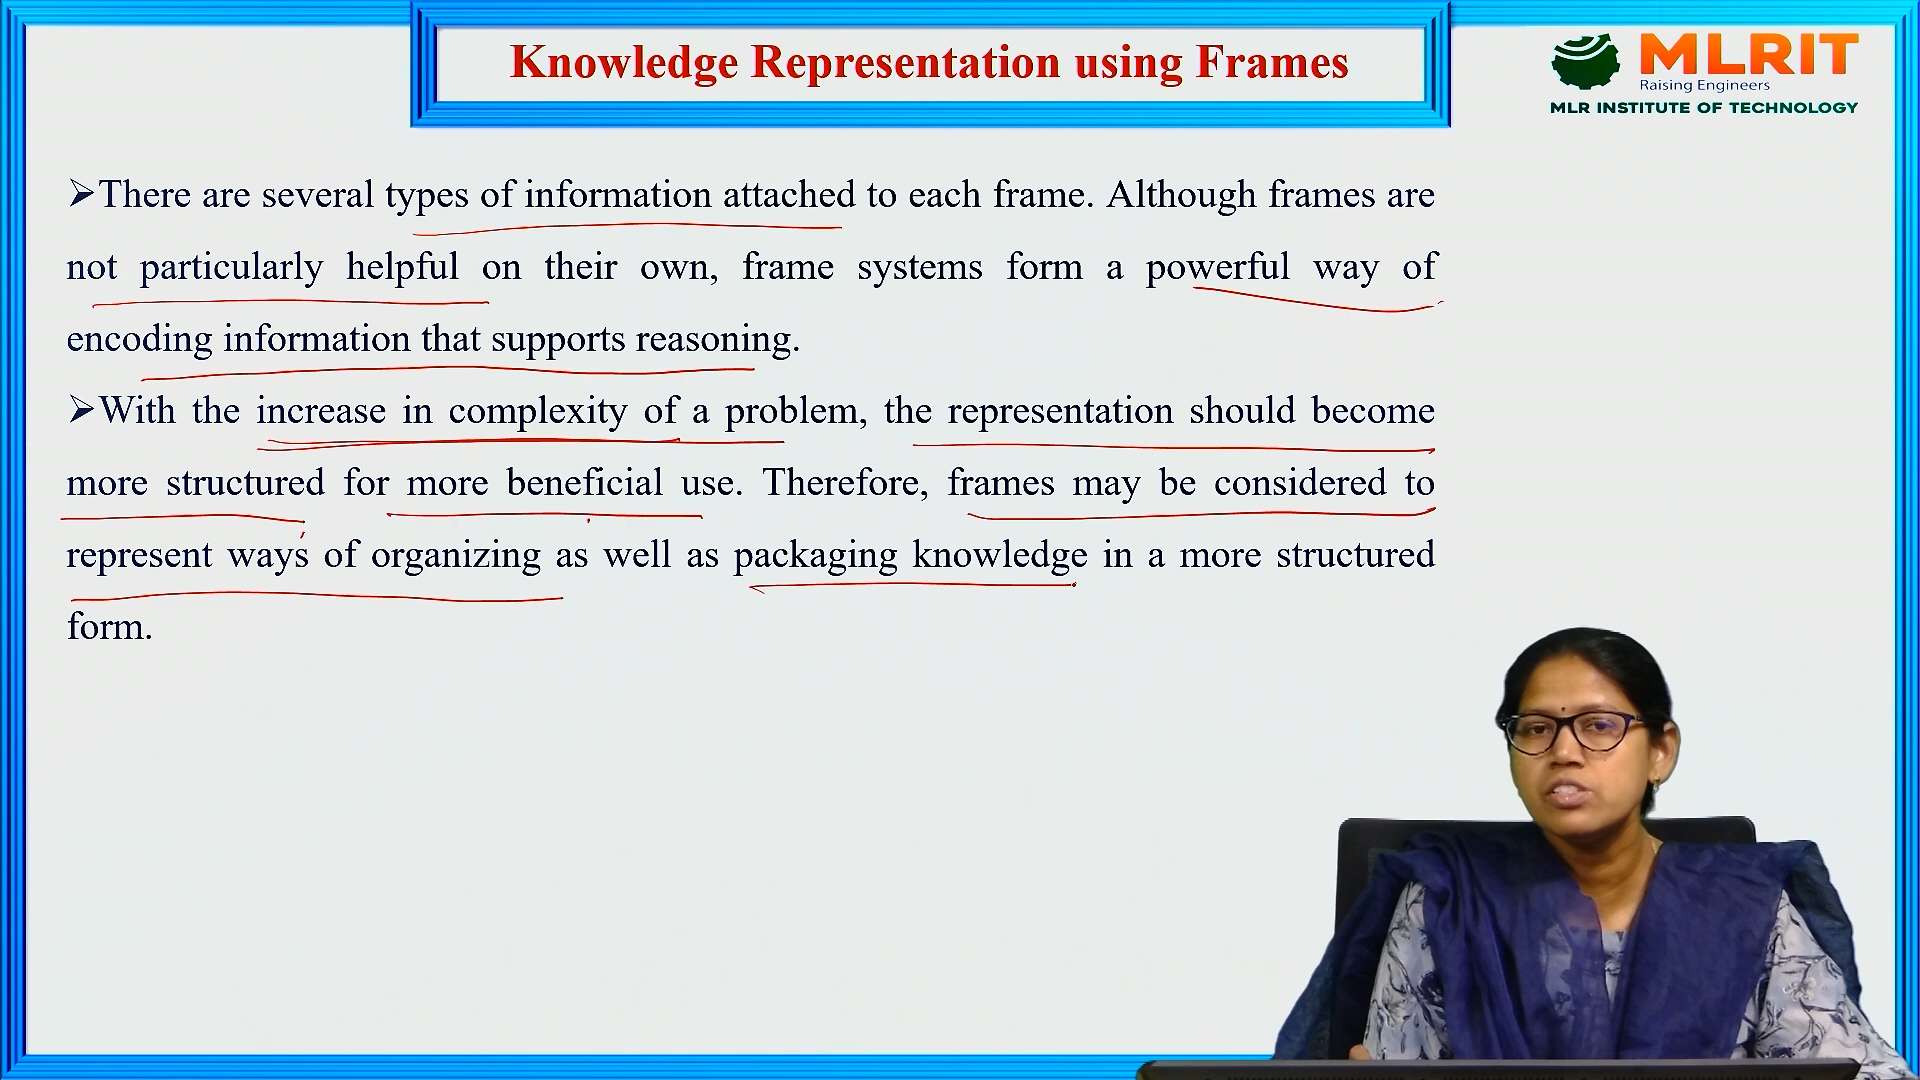 Knowledge Representation using Frames
MLRIT
Raising Engineers
MLR INSTITUTE OF TECHNOLOGY
➢There are several types of information attached to each frame. Although frames are
not particularly helpful on their own, frame systems form a powerful way of
encoding information that supports reasoning.
➢With the increase in complexity of a problem, the representation should become
more structured for more beneficial use. Therefore, frames may be considered to
represent ways of organizing as well as packaging knowledge in a more structured
form.